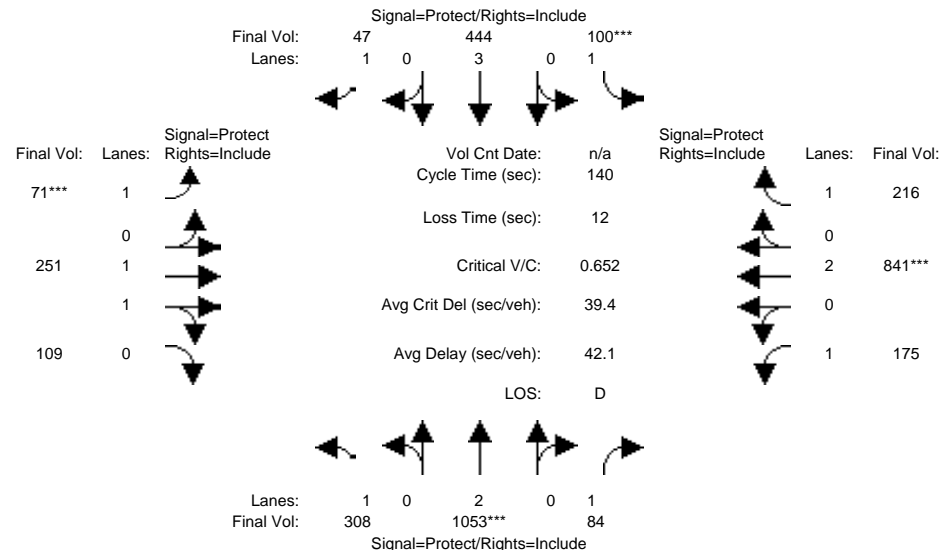 Signal=Protect/Rights=Include
Final Vol: 47 444 100***
Lanes: 1 0 3 0 1
Signal=Protect Signal=Protect
Final Vol: Lanes: Rights=Include Vol Cnt Date: n/a Rights=Include Lanes: Final Vol:
Cycle Time (sec): 140
71*** 1 1 216
Loss Time (sec): 12
0 0
251 1 Critical V/C: 0.652 2 841***
1 Avg Crit Del (sec/veh): 39.4 0
109 0 Avg Delay (sec/veh): 42.1 1 175
LOS: D
Lanes: 1 0 2 0 1
Final Vol: 308 1053*** 84
Signal=Protect/Rights=Include